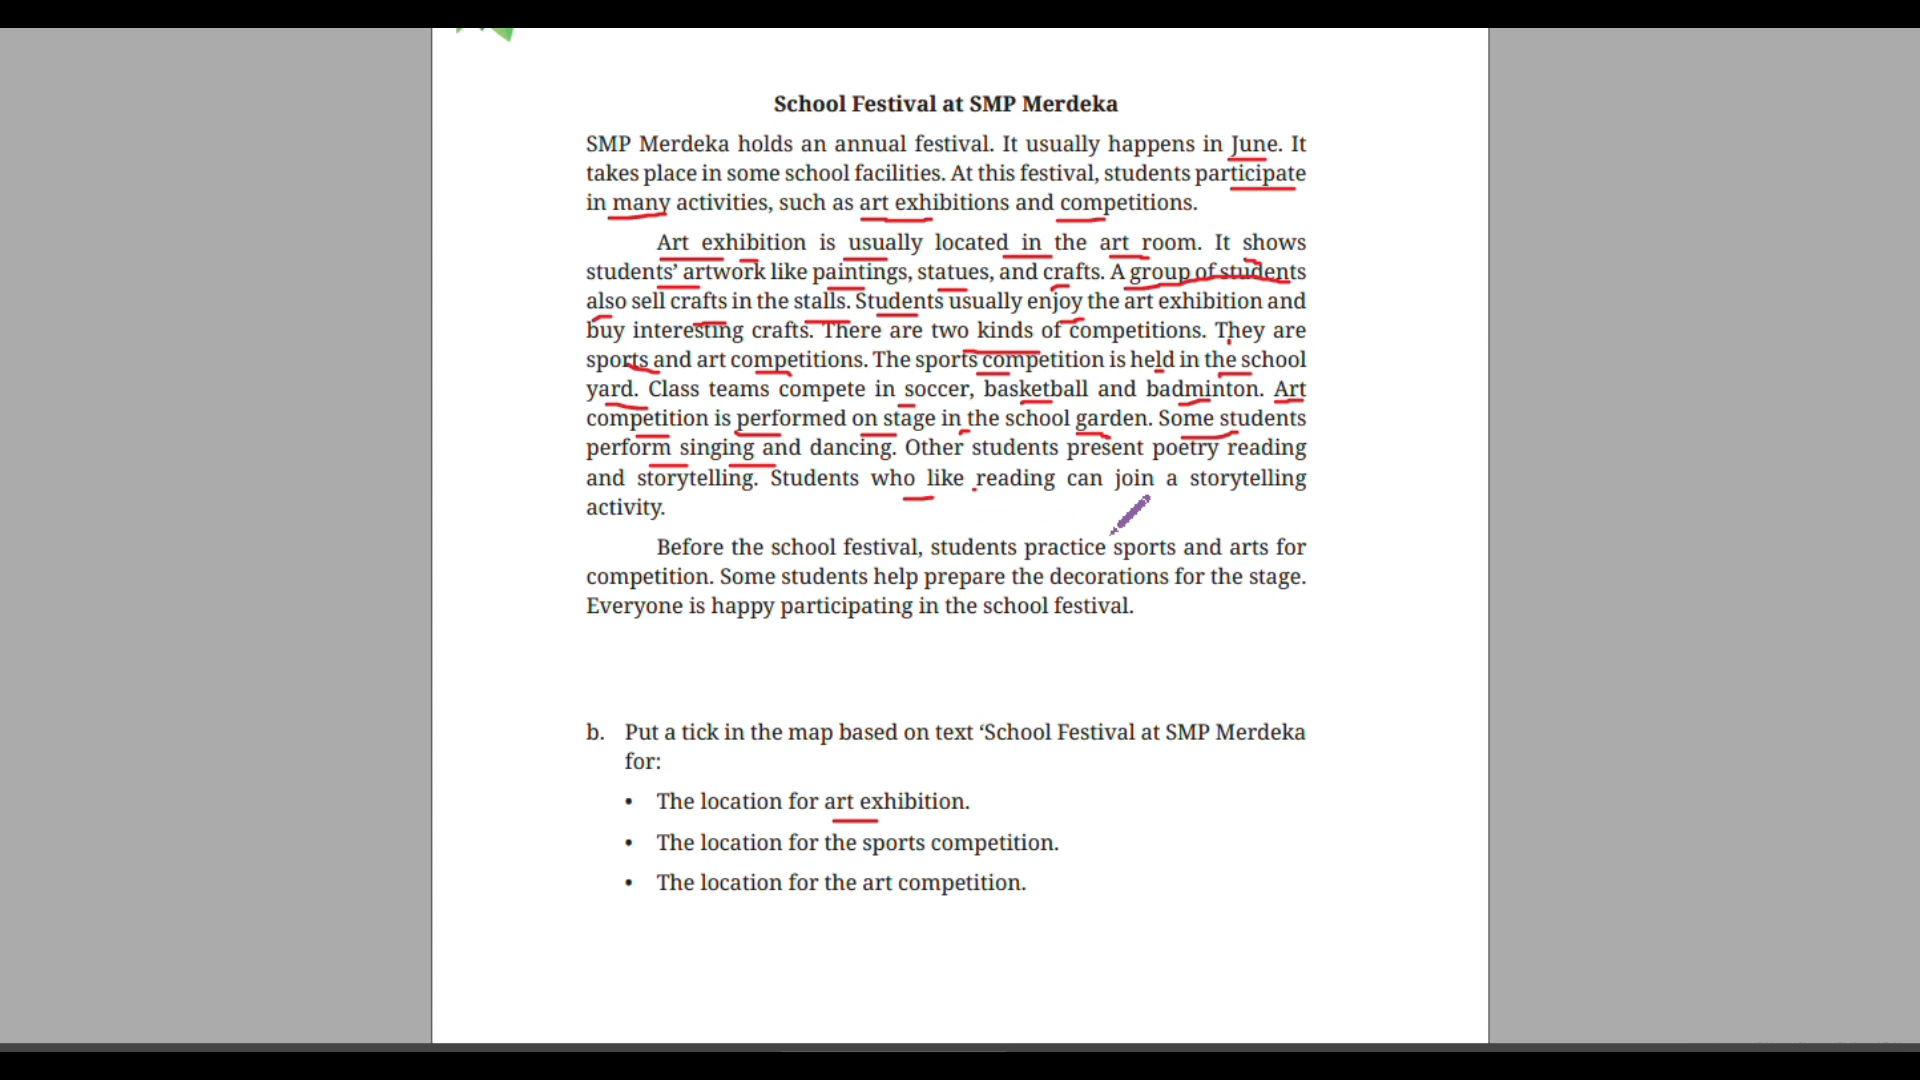 School Festival at SMP Merdeka
SMP Merdeka holds an annual festival. It usually happens in June. It
takes place in some school facilities. At this festival, students participate
in many activities, such as art exhibitions and competitions.
Art exhibition is usually located in the art room. It shows
students’ artwork like paintings, statues, and crafts. A group of students
also sell crafts in the stalls. Students usually enjoy the art exhibition and
buy interesting crafts. There are two kinds of competitions. They are
sports and art competitions. The sports competition is held in the school
yard. Class teams compete in soccer, basketball and badminton. Art
competition is performed on stage in the school garden. Some students
perform singing and dancing. Other students present poetry reading
and storytelling. Students who like reading can join a storytelling
activity.
Before the school festival, students practice sports and arts for
competition. Some students help prepare the decorations for the stage.
Everyone is happy participating in the school festival.
b. Put a tick in the map based on text ‘School Festival at SMP Merdeka
for:
• The location for art exhibition.
• The location for the sports competition.
• The location for the art competition.